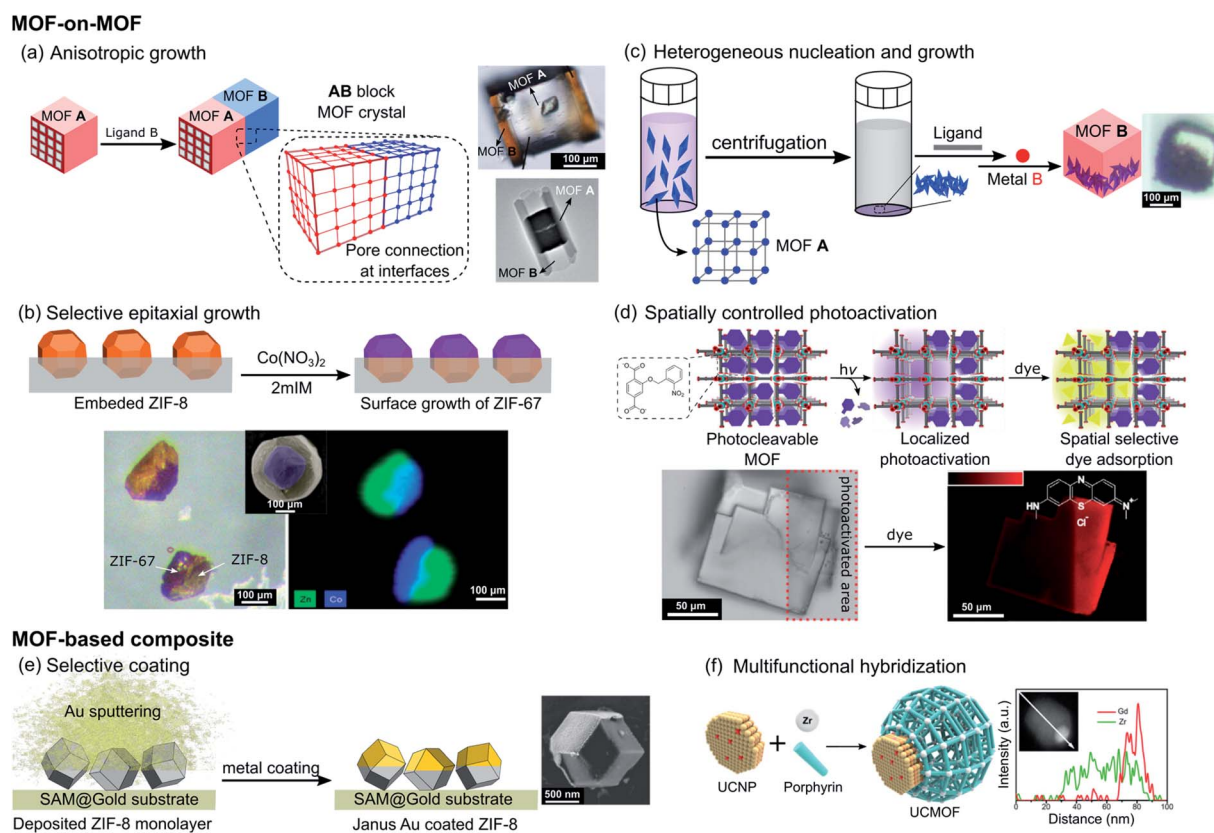 MOF-on-MOF
(a) Anisotropic growth
MOF A
Ligand B
MOF A
MOF B
AB block
MOF crystal
Pore connection
at interfaces
MOF A
MOF B
100 µm
MOF A
MOF B
(c) Heterogeneous nucleation and growth
centrifugation
MOF A
Ligand
Metal B
MOF B
100 µm
(b) Selective epitaxial growth
Embeded ZIF-8
Co(NO3)2
2mIM
Surface growth of ZIF-67
100 µm
ZIF-67
ZIF-8
100 µm
Zn
Co
100 µm
(d) Spatially controlled photoactivation
O-
O
O
NO2
O
O-
hν
dye
Photocleavable
MOF
Localized
photoactivation
Spatial selective
dye adsorption
photoactivated area
50 µm
dye
N
HN
S
N+
Cl-
50 µm
MOF-based composite
(e) Selective coating
Au sputtering
SAM@Gold substrate
Deposited ZIF-8 monolayer
metal coating
SAM@Gold substrate
Janus Au coated ZIF-8
500 nm
(f) Multifunctional hybridization
UCNP
+
Zr
Porphyrin
UCMOF
Intensity (a.u.)
Gd
Zr
0 20 40 60 80 100
Distance (nm)